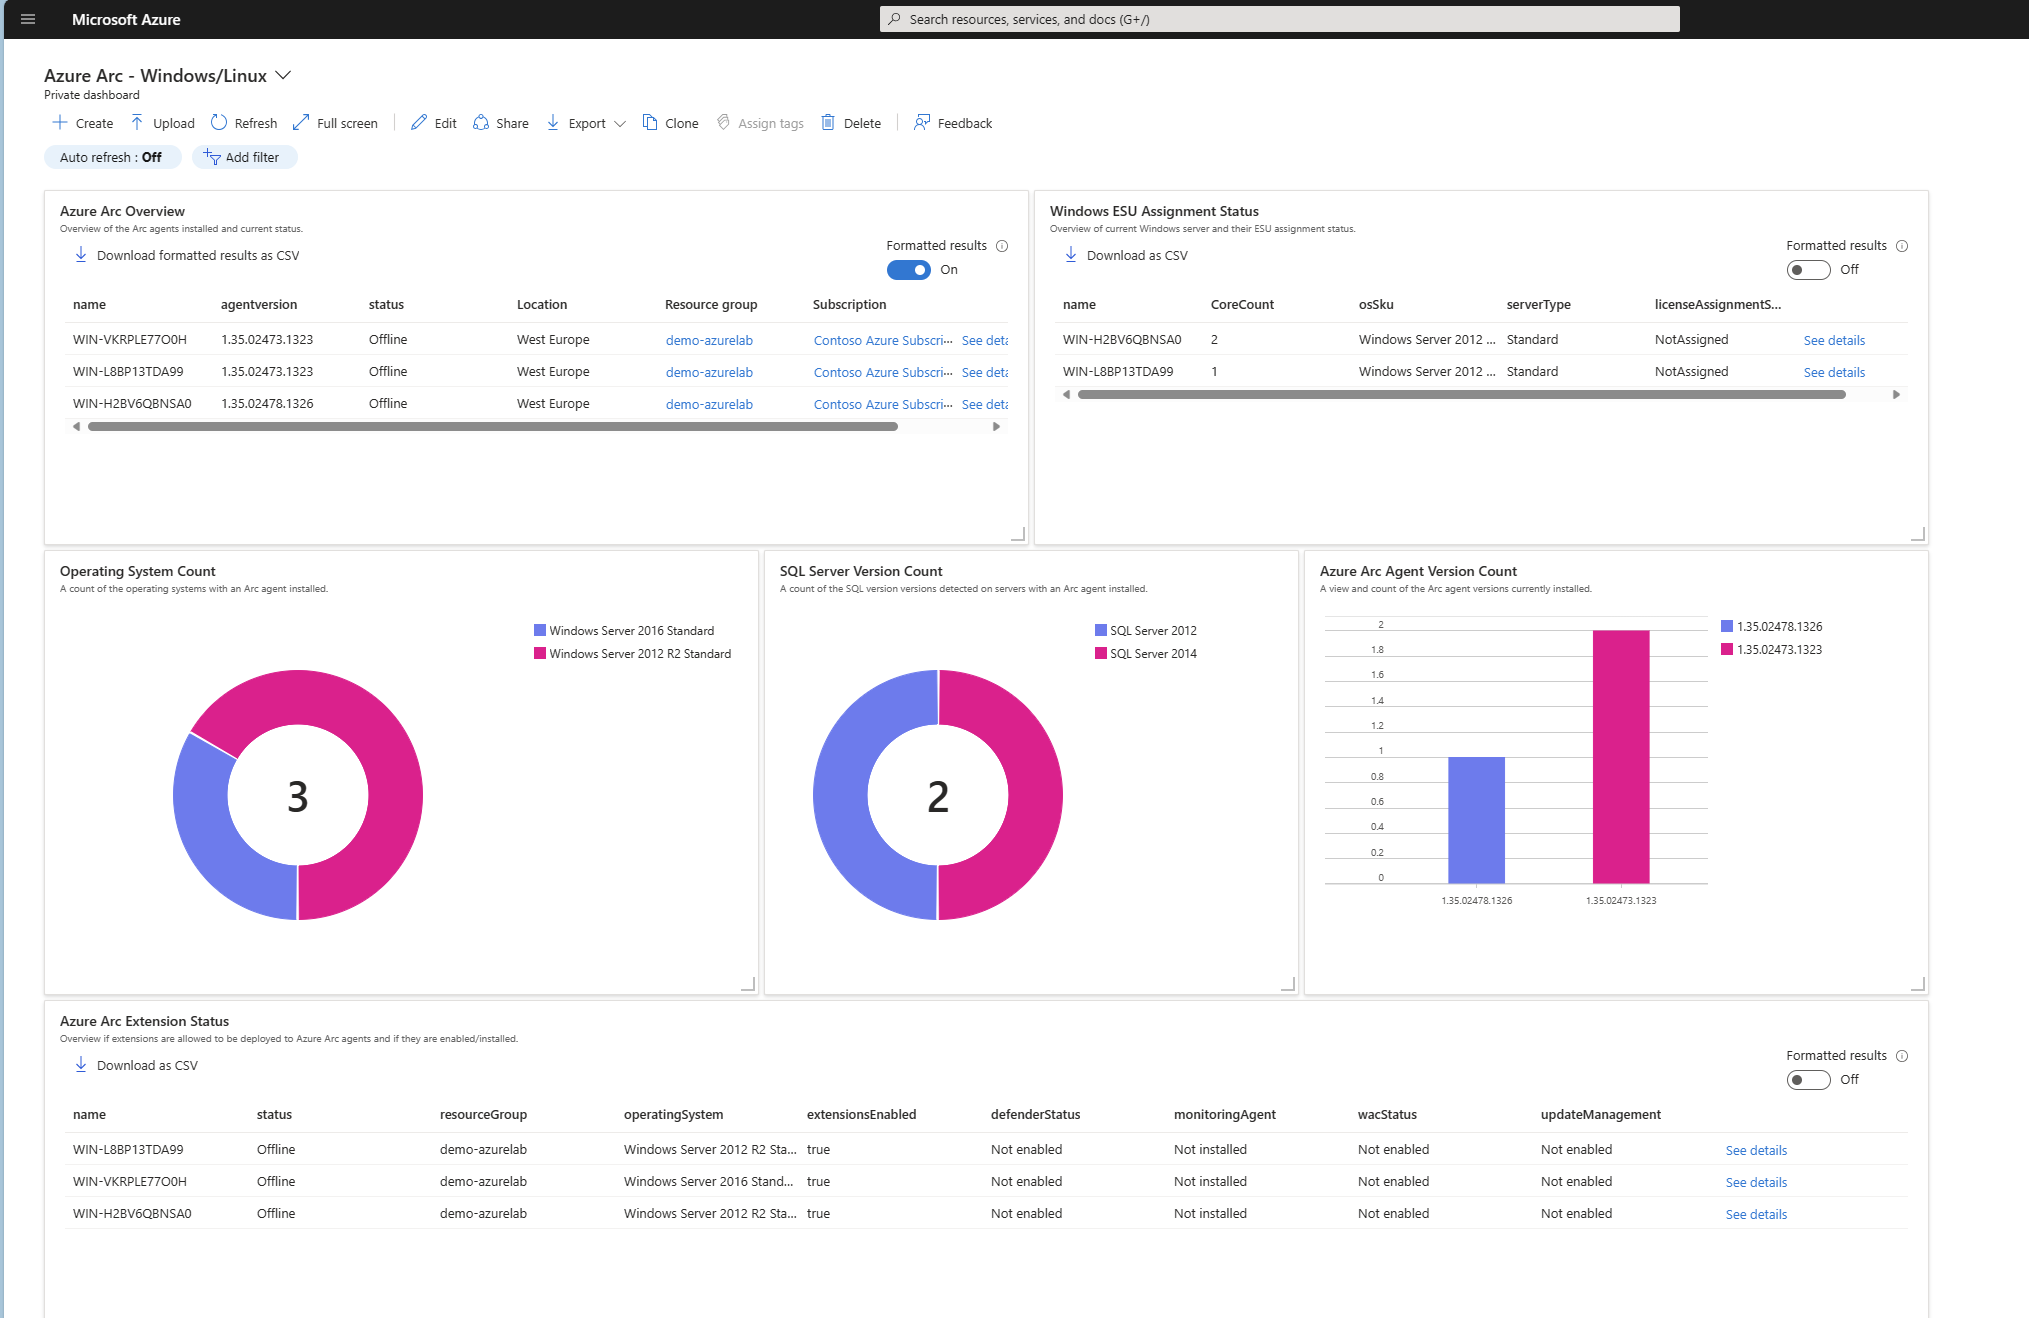 Microsoft Azure
Search resources, services, and docs (G+/)
Azure Arc - Windows/Linux
Private dashboard
Create Upload Refresh Full screen Edit Share Export Clone Assign tags Delete Feedback
Auto refresh : Off Add filter
Azure Arc Overview
Overview of the Arc agents installed and current status.
Download formatted results as CSV
Formatted results
On
name agentversion status Location Resource group Subscription
WIN-VKRPLE77O0H 1.35.02473.1323 Offline West Europe demo-azurelab Contoso Azure Subscri... See deta
WIN-L8BP13TDA99 1.35.02473.1323 Offline West Europe demo-azurelab Contoso Azure Subscri... See deta
WIN-H2BV6QBNSA0 1.35.02478.1326 Offline West Europe demo-azurelab Contoso Azure Subscri... See deta
Windows ESU Assignment Status
Overview of current Windows server and their ESU assignment status.
Download as CSV
Formatted results
Off
name CoreCount osSku serverType licenseAssignmentS...
WIN-H2BV6QBNSA0 2 Windows Server 2012 ... Standard NotAssigned See details
WIN-L8BP13TDA99 1 Windows Server 2012 ... Standard NotAssigned See details
Operating System Count
A count of the operating systems with an Arc agent installed.
Windows Server 2016 Standard
Windows Server 2012 R2 Standard
3
SQL Server Version Count
A count of the SQL version versions detected on servers with an Arc agent installed.
SQL Server 2012
SQL Server 2014
2
Azure Arc Agent Version Count
A view and count of the Arc agent versions currently installed.
1.35.02478.1326
1.35.02473.1323
2
1.8
1.6
1.4
1.2
1
0.8
0.6
0.4
0.2
0
1.35.02478.1326 1.35.02473.1323
Azure Arc Extension Status
Overview if extensions are allowed to be deployed to Azure Arc agents and if they are enabled/installed.
Download as CSV
Formatted results
Off
name status resourceGroup operatingSystem extensionsEnabled defenderStatus monitoringAgent wacStatus updateManagement
WIN-L8BP13TDA99 Offline demo-azurelab Windows Server 2012 R2 Sta... true Not enabled Not installed Not enabled Not enabled See details
WIN-VKRPLE77O0H Offline demo-azurelab Windows Server 2016 Stand... true Not enabled Not installed Not enabled Not enabled See details
WIN-H2BV6QBNSA0 Offline demo-azurelab Windows Server 2012 R2 Sta... true Not enabled Not installed Not enabled Not enabled See details